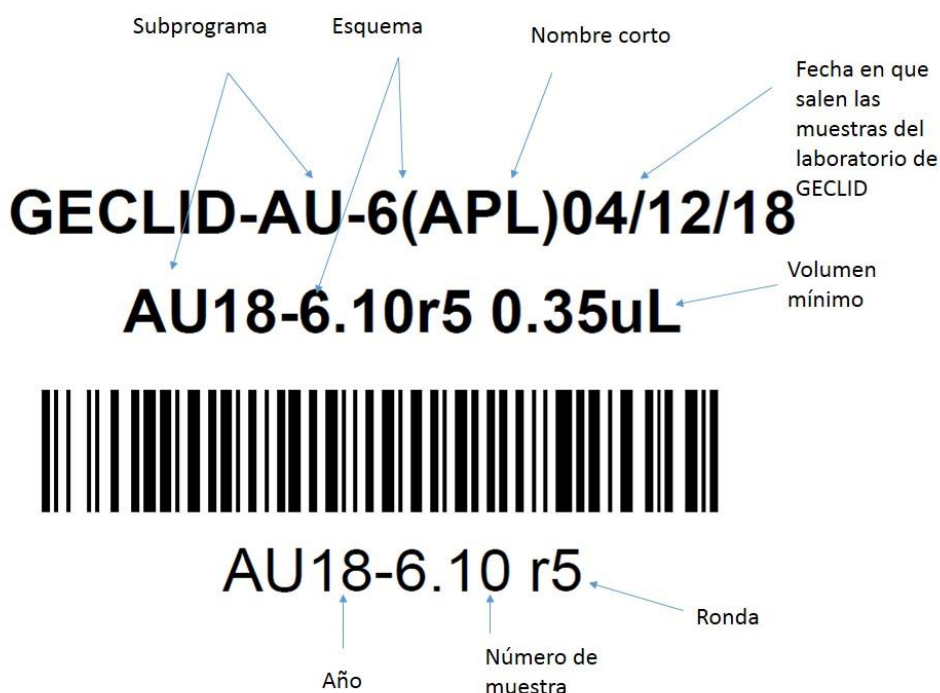 Subprograma
Esquema
Nombre corto
Fecha en que
salen las
muestras del
laboratorio de
GECLID
GECLID-AU-6(APL)04/12/18
Volumen
mínimo
AU18-6.10r5 0.35uL
AU18-6.10 r5
Ronda
Año
Número de
muestra